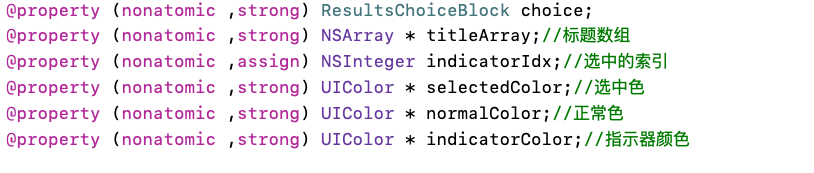 @property (nonatomic ,strong) ResultsChoiceBlock choice;
@property (nonatomic ,strong) NSArray * titleArray;//标题数组
@property (nonatomic ,assign) NSInteger indicatorIdx;//选中的索引
@property (nonatomic ,strong) UIColor * selectedColor;//选中色
@property (nonatomic ,strong) UIColor * normalColor;//正常色
@property (nonatomic ,strong) UIColor * indicatorColor;//指示器颜色